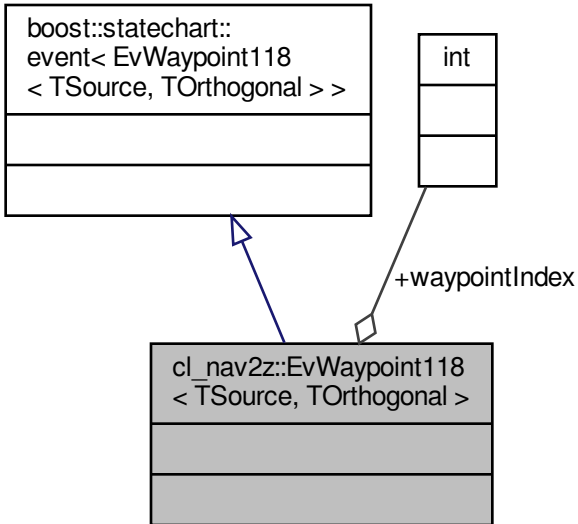 boost::statechart::
event< EvWaypoint118
< TSource, TOrthogonal > >
int
+waypointIndex
cl_nav2z::EvWaypoint118
< TSource, TOrthogonal >